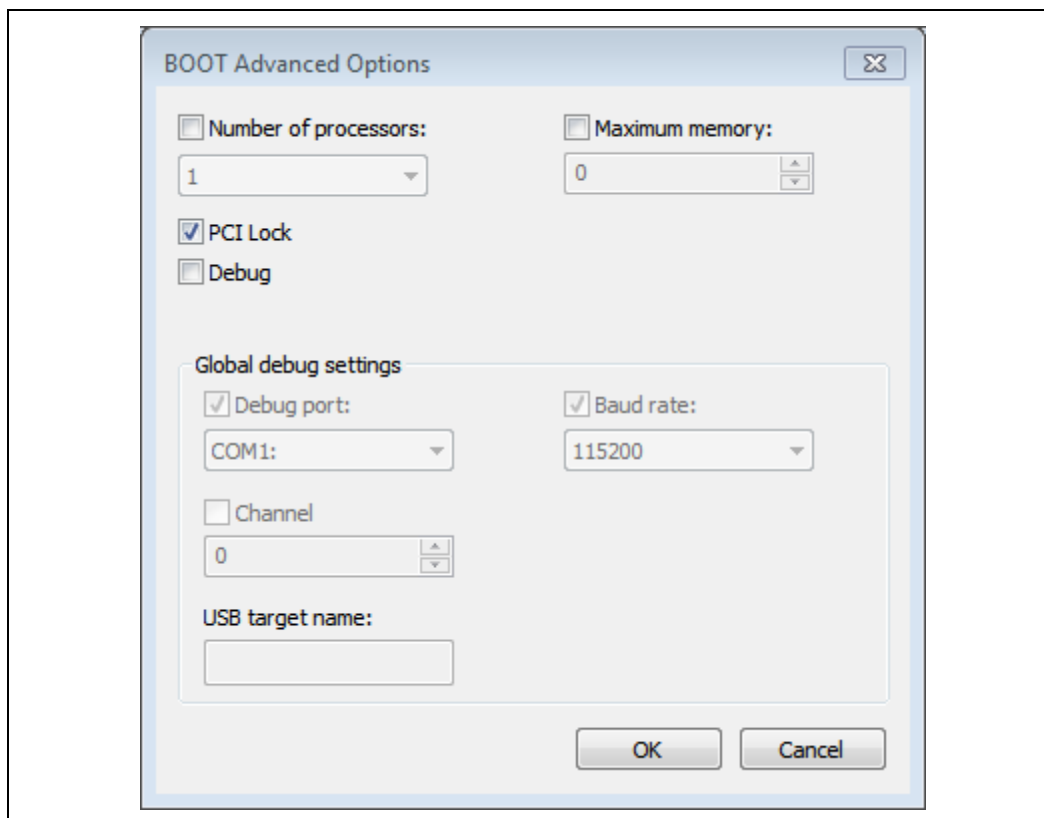 BOOT Advanced Options
Number of processors:
Maximum memory:
1
0
PCI Lock
Debug
Global debug settings
Debug port:
Baud rate:
COM1:
115200
Channel
0
USB target name:
OK
Cancel